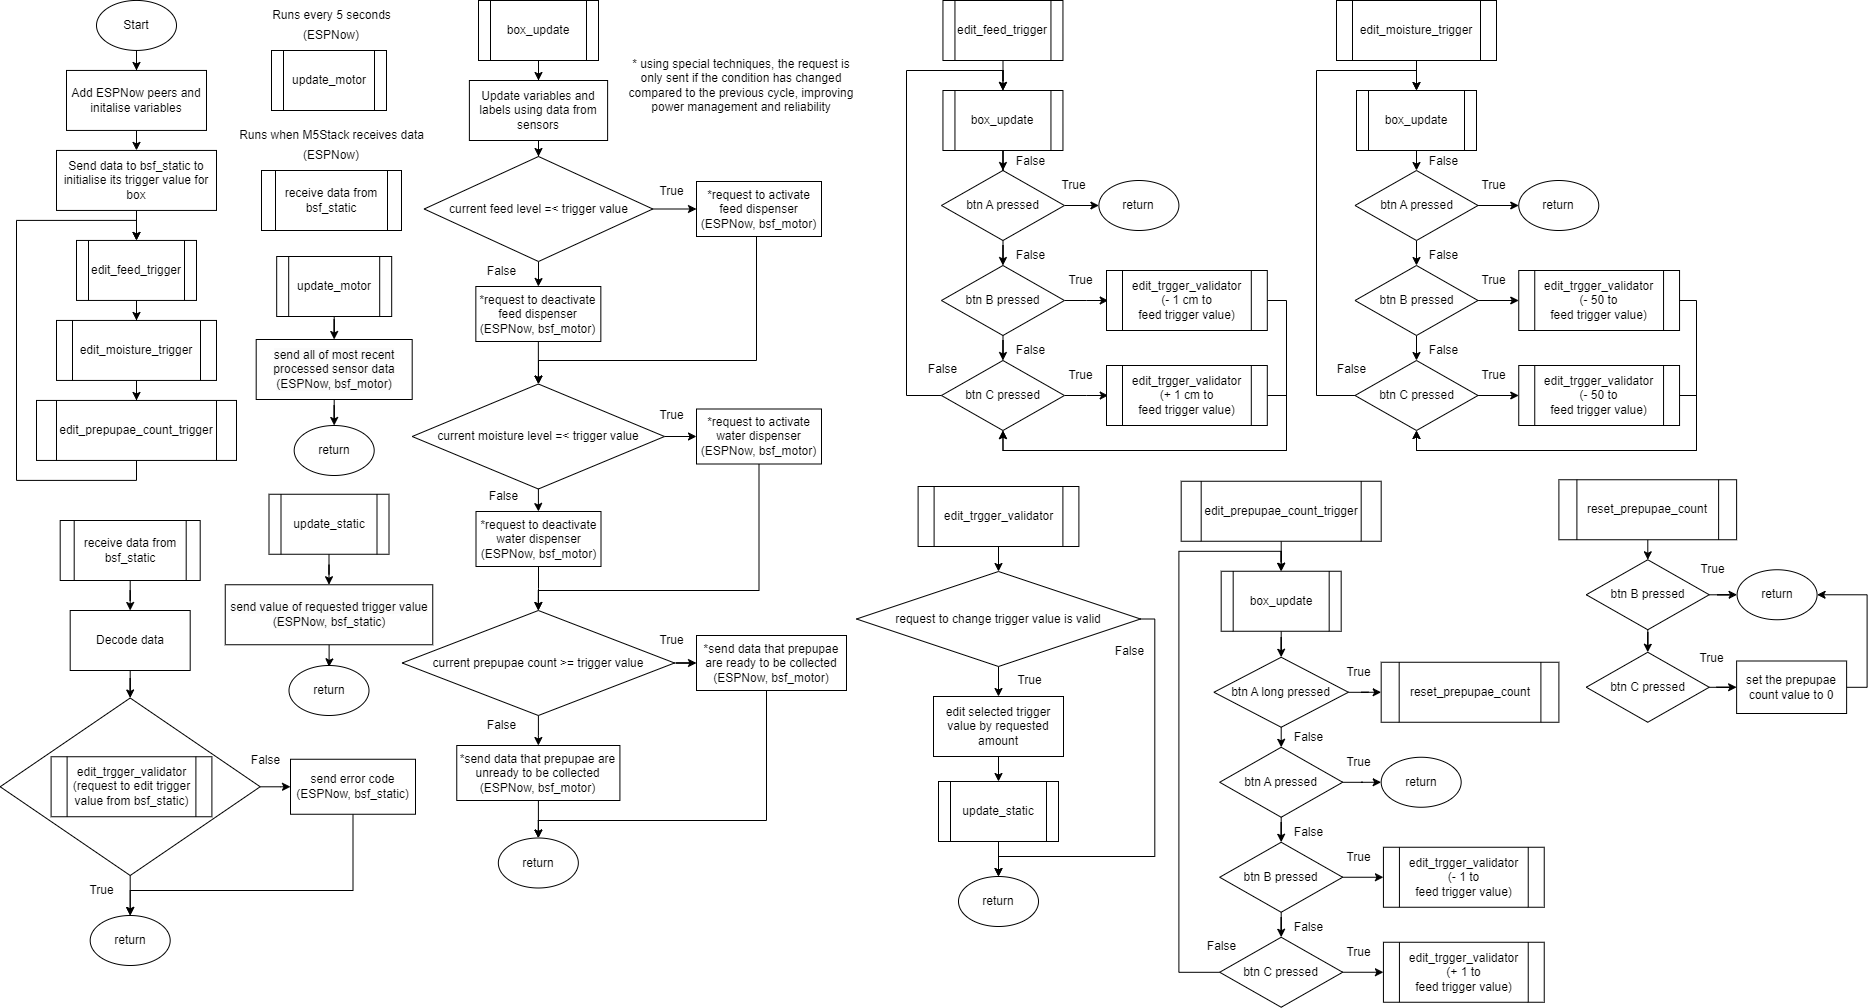 Start
Add ESPNow peers and
initalise variables
Send data to bsf_static to
initialise its trigger value for
box
edit_feed_trigger
edit_moisture_trigger
edit_prepupae_count_trigger
Runs every 5 seconds
(ESPNow)
update_motor
Runs when M5Stack receives data
(ESPNow)
receive data from
bsf_static
update_motor
send all of most recent
processed sensor data
(ESPNow, bsf_motor)
return
update_static
send value of requested trigger value
(ESPNow, bsf_static)
return
receive data from
bsf_static
Decode data
edit_trgger_validator
(request to edit trigger
value from bsf_static)
False
send error code
(ESPNow, bsf_static)
True
return
box_update
Update variables and
labels using data from
sensors
current feed level =< trigger value
True
*request to activate
feed dispenser
(ESPNow, bsf_motor)
False
*request to deactivate
feed dispenser
(ESPNow, bsf_motor)
current moisture level =< trigger value
True
*request to activate
water dispenser
(ESPNow, bsf_motor)
False
*request to deactivate
water dispenser
(ESPNow, bsf_motor)
current prepupae count >= trigger value
True
*send data that prepupae
are ready to be collected
(ESPNow, bsf_motor)
False
*send data that prepupae are
unready to be collected
(ESPNow, bsf_motor)
return
* using special techniques, the request is
only sent if the condition has changed
compared to the previous cycle, improving
power management and reliability
edit_feed_trigger
box_update
False
btn A pressed
True
return
False
btn B pressed
True
edit_trgger_validator
(- 1 cm to
feed trigger value)
False
False
btn C pressed
True
edit_trgger_validator
(+ 1 cm to
feed trigger value)
edit_moisture_trigger
box_update
False
btn A pressed
True
return
False
btn B pressed
True
edit_trgger_validator
(- 50 to
feed trigger value)
False
False
btn C pressed
True
edit_trgger_validator
(- 50 to
feed trigger value)
edit_trgger_validator
request to change trigger value is valid
False
True
edit selected trigger
value by requested
amount
update_static
return
edit_prepupae_count_trigger
box_update
btn A long pressed
True
reset_prepupae_count
False
btn A pressed
True
return
False
btn B pressed
True
edit_trgger_validator
(- 1 to
feed trigger value)
False
False
btn C pressed
True
edit_trgger_validator
(+ 1 to
feed trigger value)
reset_prepupae_count
btn B pressed
True
return
btn C pressed
True
set the prepupae
count value to 0